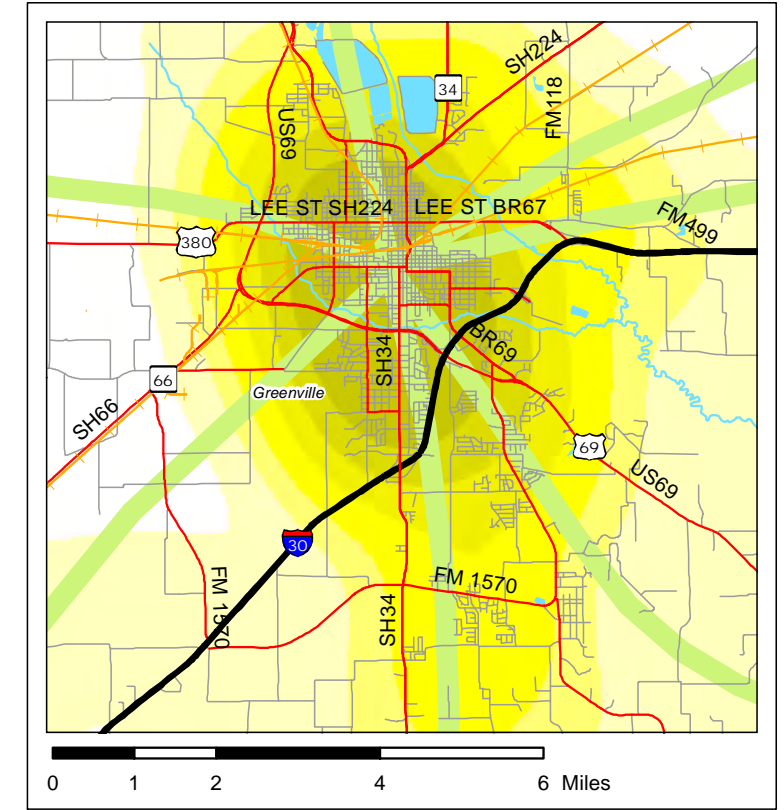 34
SH224
FM118
US69
LEE ST SH224
LEE ST BR67
FM499
380
BR69
SH34
66
Greenville
SH66
69
US69
30
FM 1570
FM 1570
SH34
0 1 2 4 6 Miles